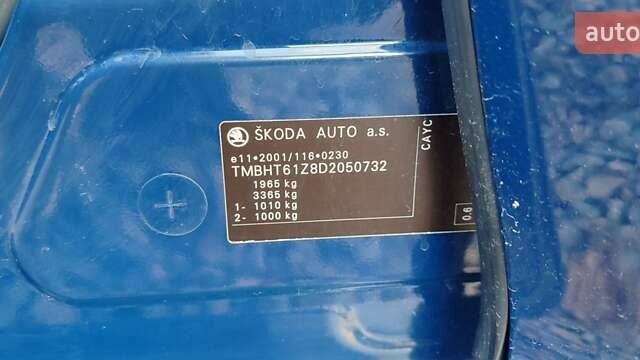 auto
ŠKODA AUTO a.s.
e11*2001/116*0230
TMBHT61Z8D2050732
1965 kg
3365 kg
1- 1010 kg
2- 1000 kg
CAYC
0.6